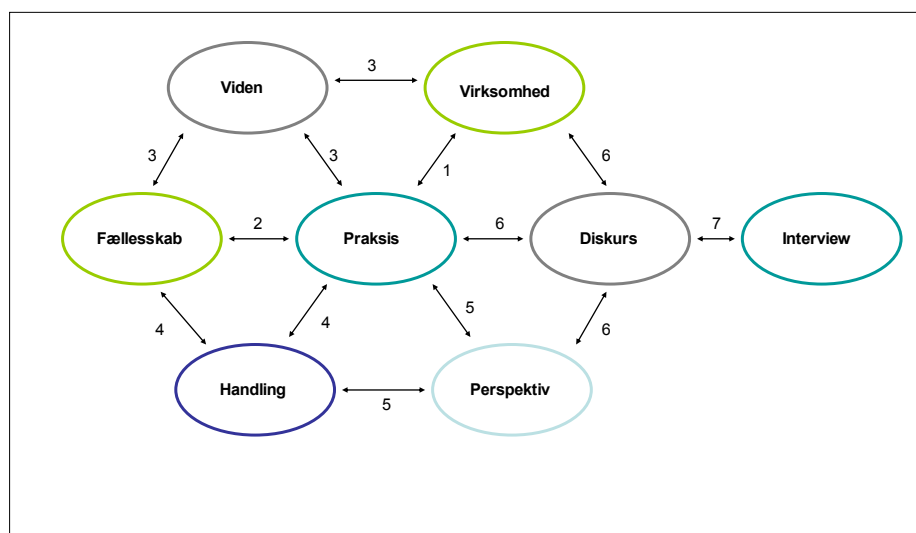 3
Viden
Virksomhed
3
3
1
6
Fællesskab
2
Praksis
6
Diskurs
7
Interview
4
4
5
6
Handling
5
Perspektiv